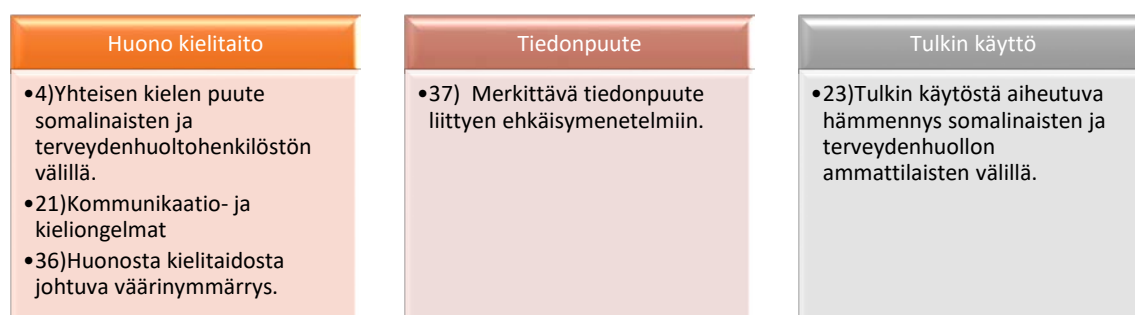 Huono kielitaito
•4)Yhteisen kielen puute
somalinaisten ja
terveydenhuoltohenkilöstön
välillä.
•21)Kommunikaatio- ja
kieliongelmat
•36)Huonosta kielitaidosta
johtuva väärinymmärrys.
Tiedonpuute
•37) Merkittävä tiedonpuute
liittyen ehkäisymenetelmiin.
Tulkin käyttö
•23)Tulkin käytöstä aiheutuva
hämmennys somalinaisten ja
terveydenhuollon
ammattilaisten välillä.